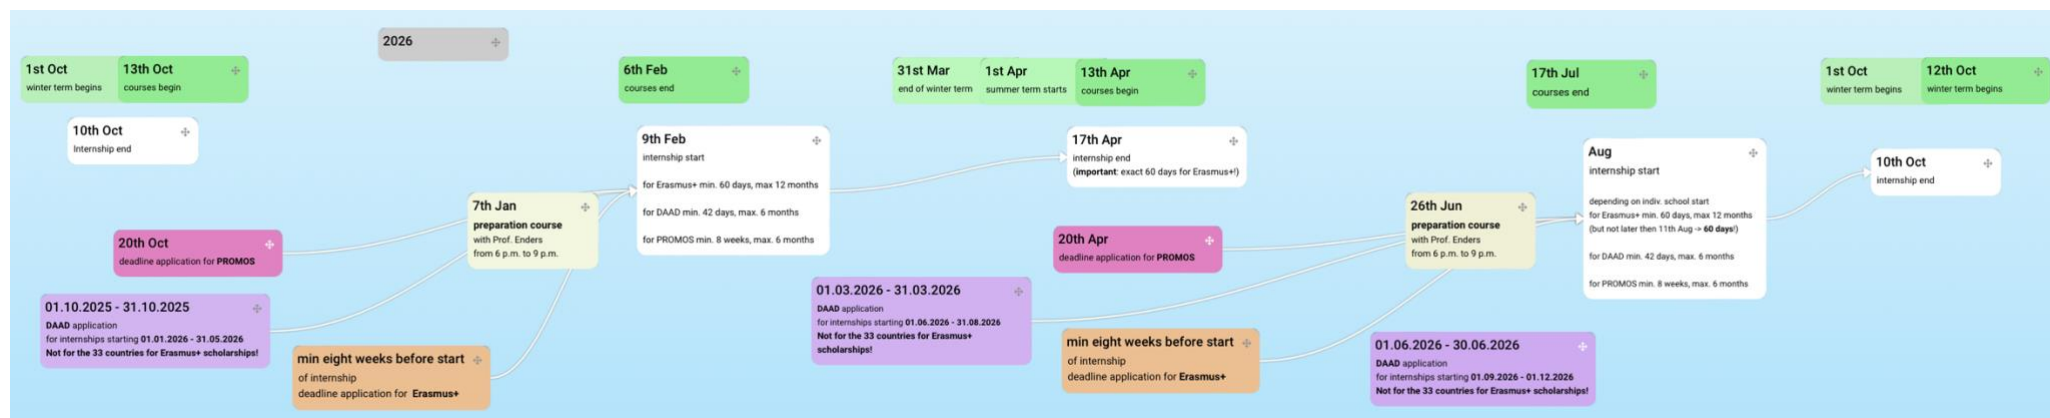 2026
1st Oct
winter term begins
13th Oct
courses begin
6th Feb
courses end
31st Mar
end of winter term
1st Apr
summer term starts
13th Apr
courses begin
17th Jul
courses end
1st Oct
winter term begins
12th Oct
winter term begins
10th Oct
Internship end
9th Feb
internship start
for Erasmus+ min. 60 days, max 12 months
for DAAD min. 42 days, max. 6 months
for PROMOS min. 8 weeks, max. 6 months
17th Apr
internship end
(important: exact 60 days for Erasmus+!)
Aug
internship start
depending on indiv. school start
for Erasmus+ min. 60 days, max 12 months
(but not later then 11th Aug -> 60 days!)
for DAAD min. 42 days, max. 6 months
for PROMOS min. 8 weeks, max. 6 months
10th Oct
internship end
7th Jan
preparation course
with Prof. Enders
from 6 p.m. to 9 p.m.
26th Jun
preparation course
with Prof. Enders
from 6 p.m. to 9 p.m.
20th Oct
deadline application for PROMOS
20th Apr
deadline application for PROMOS
01.10.2025 - 31.10.2025
DAAD application
for internships starting 01.01.2026 - 31.05.2026
Not for the 33 countries for Erasmus+ scholarships!
01.03.2026 - 31.03.2026
DAAD application
for internships starting 01.06.2026 - 31.08.2026
Not for the 33 countries for Erasmus+
scholarships!
min eight weeks before start
of internship
deadline application for Erasmus+
min eight weeks before start
of internship
deadline application for Erasmus+
01.06.2026 - 30.06.2026
DAAD application
for internships starting 01.09.2026 - 01.12.2026
Not for the 33 countries for Erasmus+ scholarships!